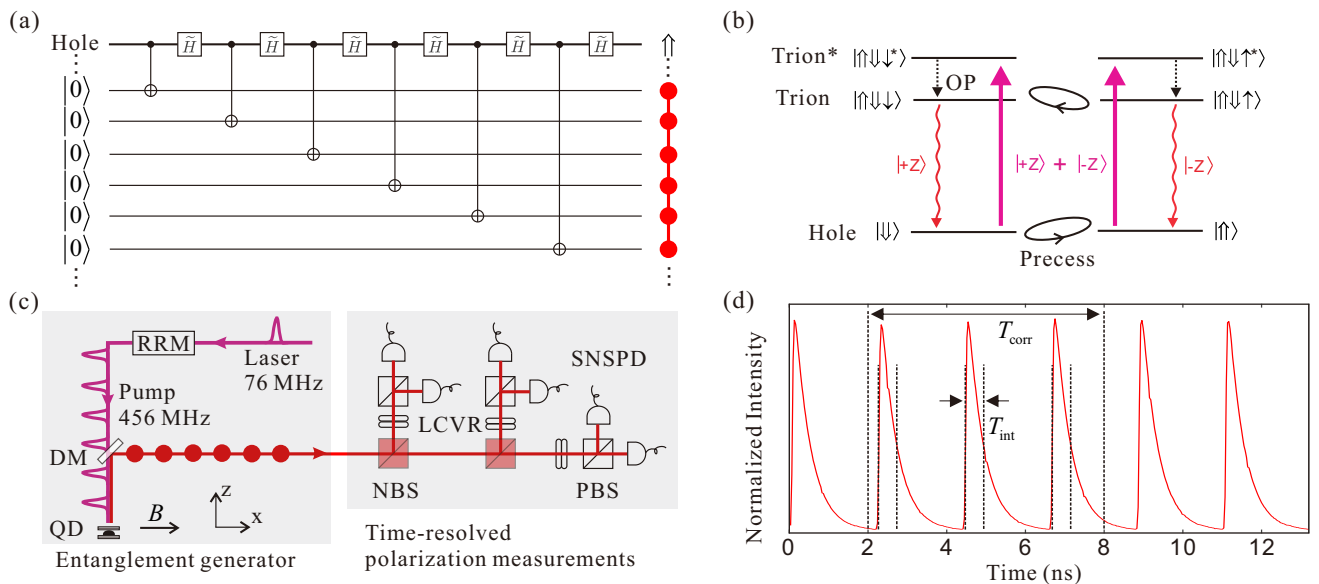 (a)
Hole
H̃ H̃ H̃ H̃ H̃ H̃
⇑
|0⟩
|0⟩
|0⟩
|0⟩
|0⟩
|0⟩
(b)
Trion* |⇑⇓↓*⟩ |⇑⇓↑*⟩
OP
Trion |⇑⇓↓⟩ |⇑⇓↑⟩
|+Z⟩ |+Z⟩ + |-Z⟩ |-Z⟩
Hole |⇓⟩ |⇑⟩
Precess
(c)
RRM
Laser
76 MHz
Pump
456 MHz
DM
QD
B
z
x
Entanglement generator
SNSPD
LCVR
NBS
PBS
Time-resolved
polarization measurements
(d)
Normalized Intensity
T_corr
T_int
0 2 4 6 8 10 12
Time (ns)